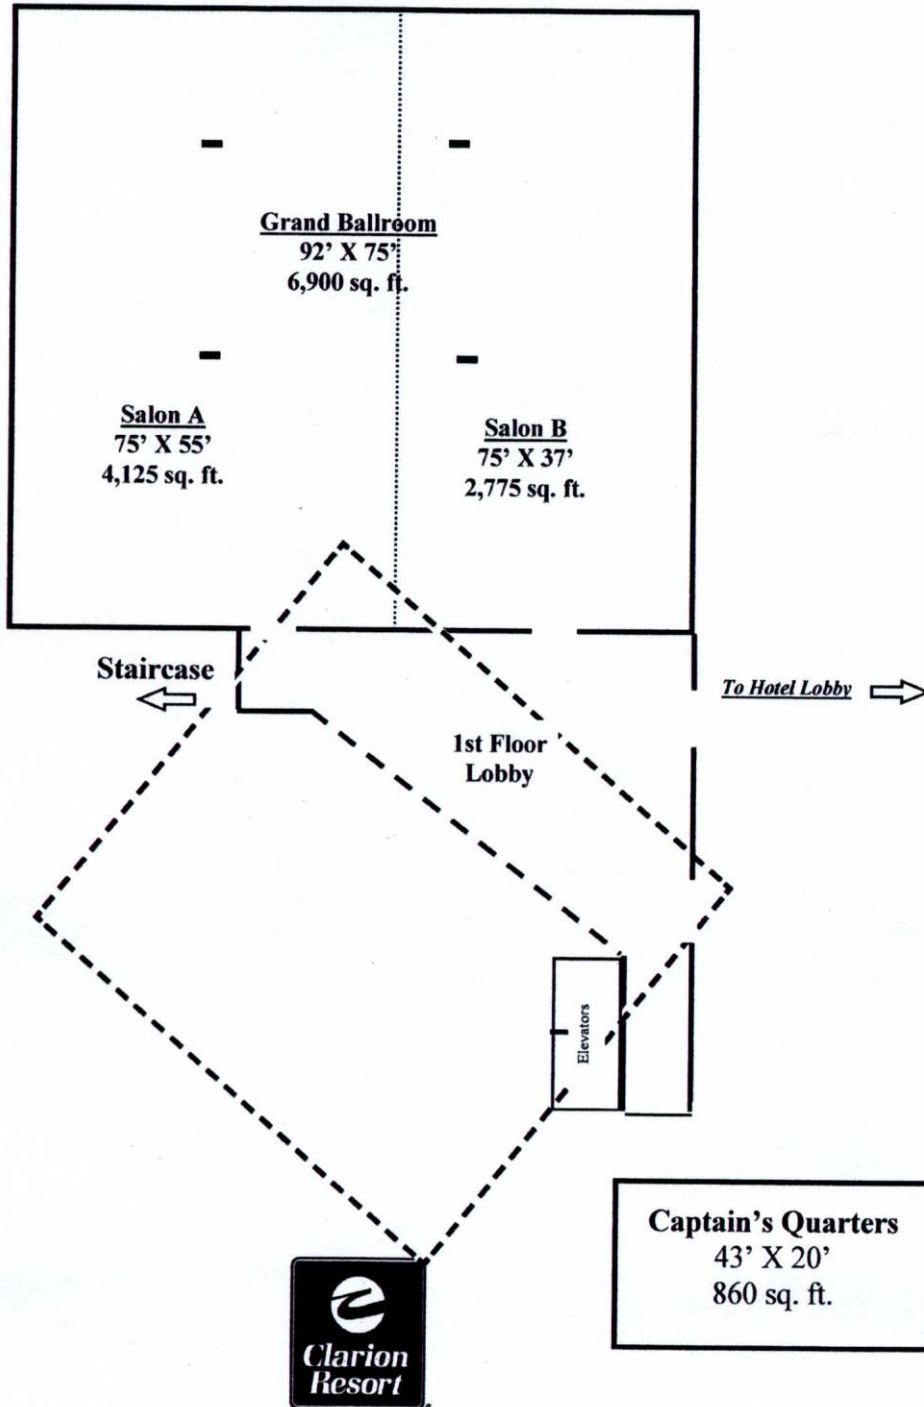 Grand Ballroom
92’ X 75’
6,900 sq. ft.
Salon A
75’ X 55’
4,125 sq. ft.
Salon B
75’ X 37’
2,775 sq. ft.
Staircase
To Hotel Lobby
1st Floor
Lobby
Elevators
Captain’s Quarters
43’ X 20’
860 sq. ft.
Clarion
Resort